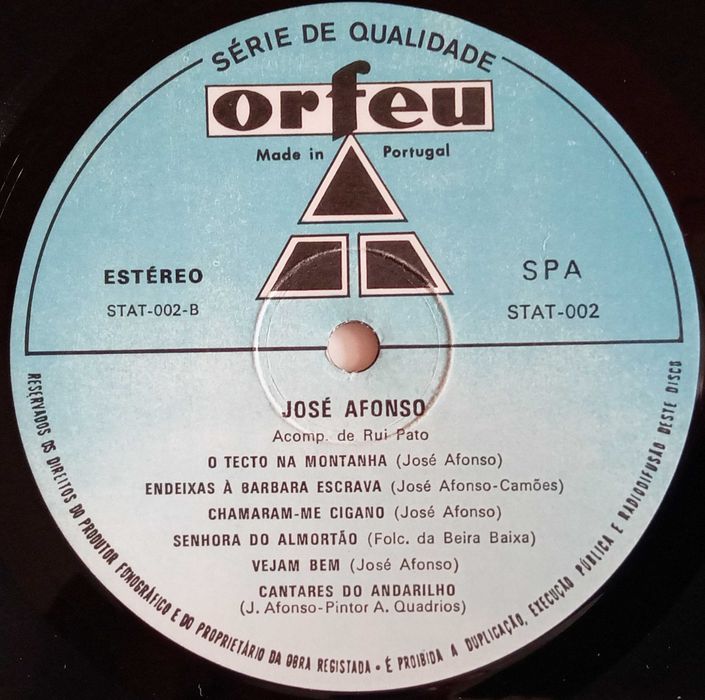 SÉRIE DE QUALIDADE
orfeu
Made in Portugal
ESTÉREO
STAT-002-B
SPA
STAT-002
JOSÉ AFONSO
Acomp. de Rui Pato
O TECTO NA MONTANHA (José Afonso)
ENDEIXAS À BARBARA ESCRAVA (José Afonso-Camões)
CHAMARAM-ME CIGANO (José Afonso)
SENHORA DO ALMORTÃO (Folc. da Beira Baixa)
VEJAM BEM (José Afonso)
CANTARES DO ANDARILHO
(J. Afonso-Pintor A. Quadrios)
RESERVADOS OS DIREITOS DO PRODUTOR FONOGRÁFICO E DO PROPRIETÁRIO DA OBRA REGISTADA • É PROIBIDA A DUPLICAÇÃO, EXECUÇÃO PÚBLICA E RADIODIFUSÃO DESTE DISCO